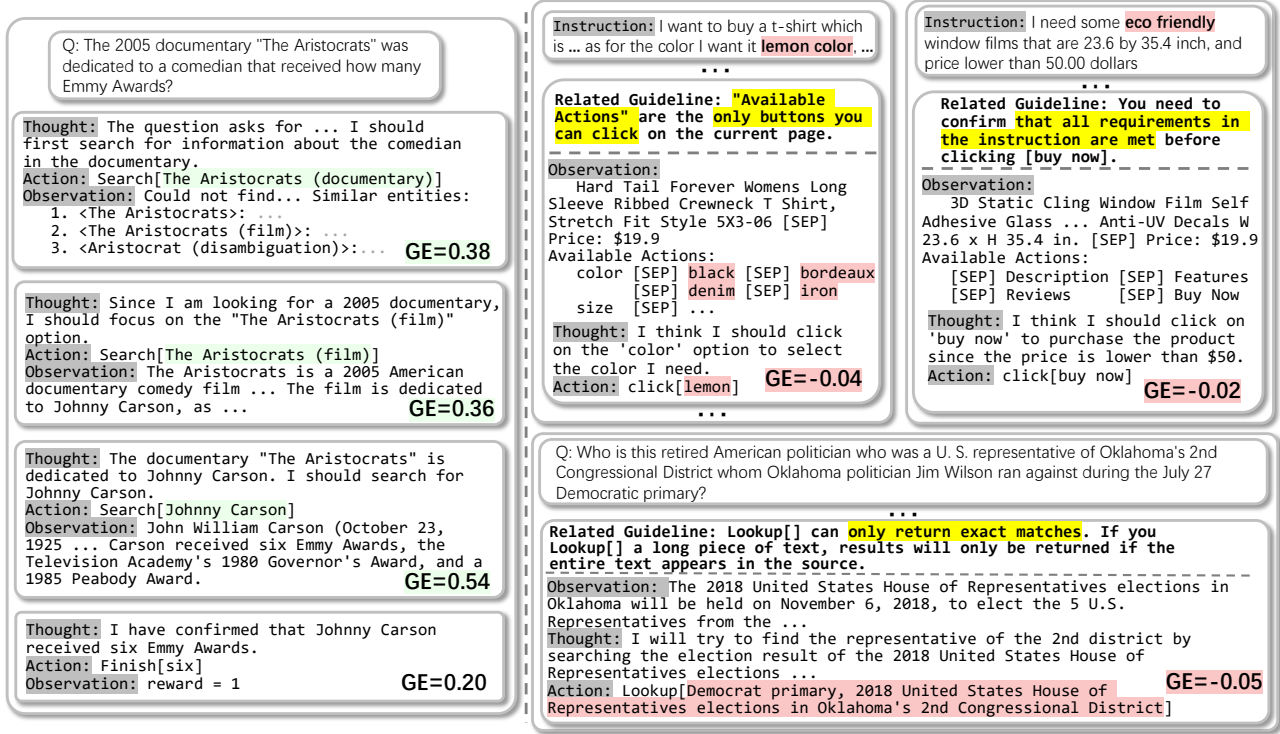 Q: The 2005 documentary "The Aristocrats" was
dedicated to a comedian that received how many
Emmy Awards?
Thought: The question asks for ... I should
first search for information about the comedian
in the documentary.
Action: Search[The Aristocrats (documentary)]
Observation: Could not find... Similar entities:
1. <The Aristocrats>: ...
2. <The Aristocrats (film)>: ...
3. <Aristocrat (disambiguation)>:...
GE=0.38
Thought: Since I am looking for a 2005 documentary,
I should focus on the "The Aristocrats (film)"
option.
Action: Search[The Aristocrats (film)]
Observation: The Aristocrats is a 2005 American
documentary comedy film ... The film is dedicated
to Johnny Carson, as ...
GE=0.36
Thought: The documentary "The Aristocrats" is
dedicated to Johnny Carson. I should search for
Johnny Carson.
Action: Search[Johnny Carson]
Observation: John William Carson (October 23,
1925 ... Carson received six Emmy Awards, the
Television Academy's 1980 Governor's Award, and a
1985 Peabody Award.
GE=0.54
Thought: I have confirmed that Johnny Carson
received six Emmy Awards.
Action: Finish[six]
Observation: reward = 1
GE=0.20
Instruction: I want to buy a t-shirt which
is ... as for the color I want it lemon color, ...
...
Related Guideline: "Available
Actions" are the only buttons you
can click on the current page.
Observation:
Hard Tail Forever Womens Long
Sleeve Ribbed Crewneck T Shirt,
Stretch Fit Style 5X3-06 [SEP]
Price: $19.9
Available Actions:
color [SEP] black [SEP] bordeaux
[SEP] denim [SEP] iron
size [SEP] ...
Thought: I think I should click
on the 'color' option to select
the color I need.
Action: click[lemon]
GE=-0.04
...
Instruction: I need some eco friendly
window films that are 23.6 by 35.4 inch, and
price lower than 50.00 dollars
...
Related Guideline: You need to
confirm that all requirements in
the instruction are met before
clicking [buy now].
Observation:
3D Static Cling Window Film Self
Adhesive Glass ... Anti-UV Decals W
23.6 x H 35.4 in. [SEP] Price: $19.9
Available Actions:
[SEP] Description [SEP] Features
[SEP] Reviews [SEP] Buy Now
Thought: I think I should click on
'buy now' to purchase the product
since the price is lower than $50.
Action: click[buy now]
GE=-0.02
Q: Who is this retired American politician who was a U. S. representative of Oklahoma's 2nd
Congressional District whom Oklahoma politician Jim Wilson ran against during the July 27
Democratic primary?
...
Related Guideline: Lookup[] can only return exact matches. If you
Lookup[] a long piece of text, results will only be returned if the
entire text appears in the source.
Observation: The 2018 United States House of Representatives elections in
Oklahoma will be held on November 6, 2018, to elect the 5 U.S.
Representatives from the ...
Thought: I will try to find the representative of the 2nd district by
searching the election result of the 2018 United States House of
Representatives elections ...
Action: Lookup[Democrat primary, 2018 United States House of
Representatives elections in Oklahoma's 2nd Congressional District]
GE=-0.05